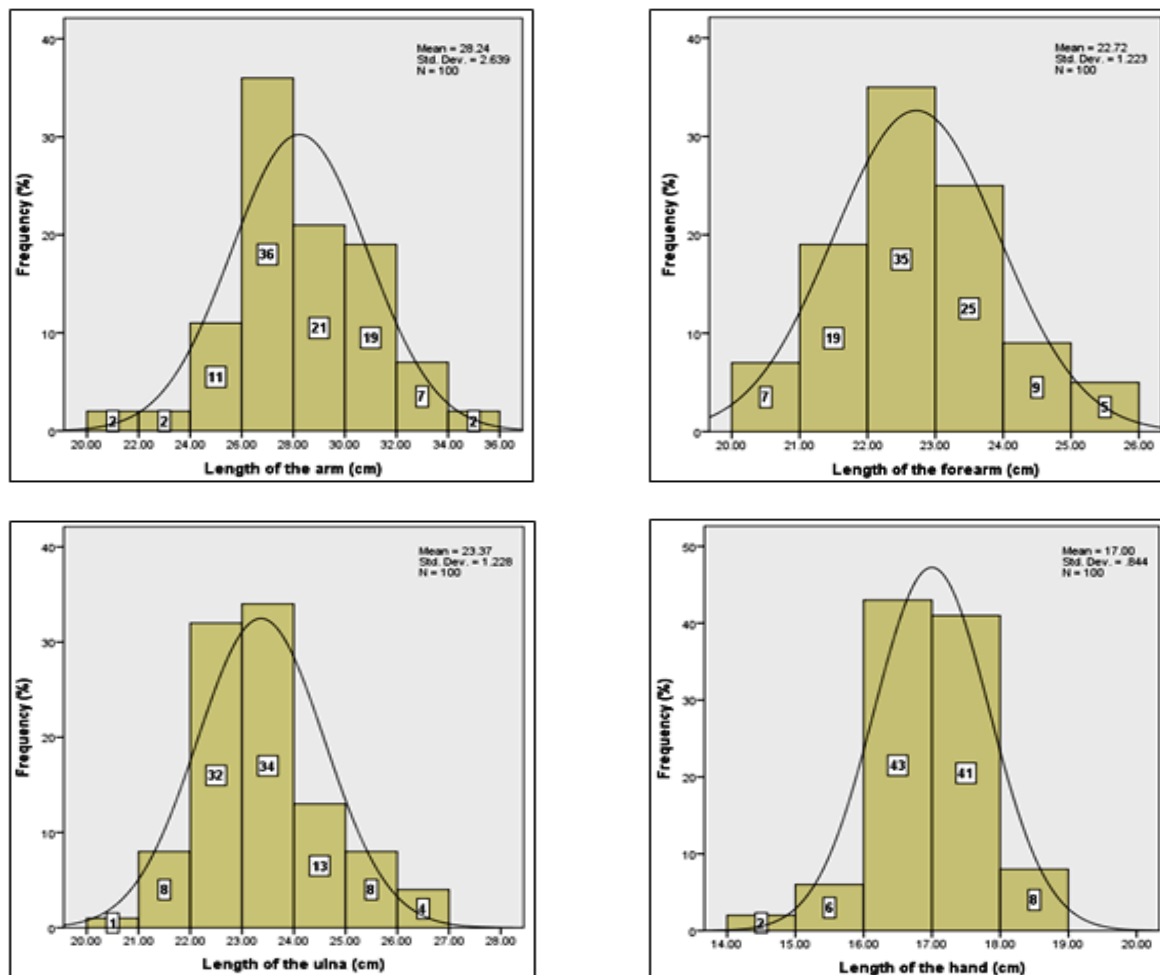 Mean = 28.24
Std. Dev. = 2.639
N = 100
Frequency (%)
40
30
20
10
0
2
2
11
36
21
19
7
2
20.00 22.00 24.00 26.00 28.00 30.00 32.00 34.00 36.00
Length of the arm (cm)
Mean = 22.72
Std. Dev. = 1.223
N = 100
Frequency (%)
40
30
20
10
0
7
19
35
25
9
5
20.00 21.00 22.00 23.00 24.00 25.00 26.00
Length of the forearm (cm)
Mean = 23.37
Std. Dev. = 1.228
N = 100
Frequency (%)
40
30
20
10
0
1
8
32
34
13
8
4
20.00 21.00 22.00 23.00 24.00 25.00 26.00 27.00 28.00
Length of the ulna (cm)
Mean = 17.00
Std. Dev. = .844
N = 100
Frequency (%)
50
40
30
20
10
0
2
6
43
41
8
14.00 15.00 16.00 17.00 18.00 19.00 20.00
Length of the hand (cm)